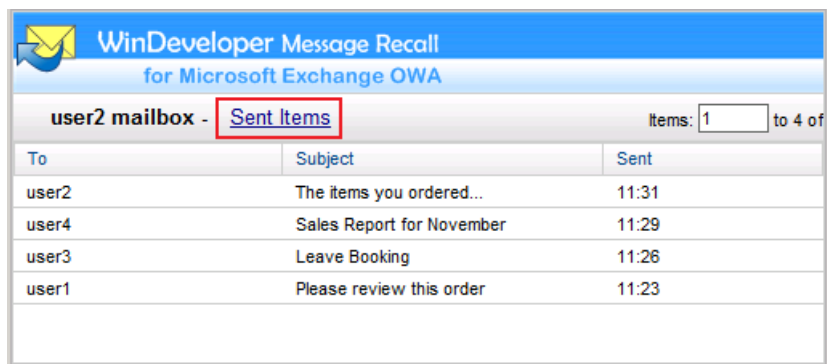 WinDeveloper Message Recall
for Microsoft Exchange OWA
user2 mailbox - Sent Items Items: 1 to 4 of
To Subject Sent
user2 The items you ordered... 11:31
user4 Sales Report for November 11:29
user3 Leave Booking 11:26
user1 Please review this order 11:23